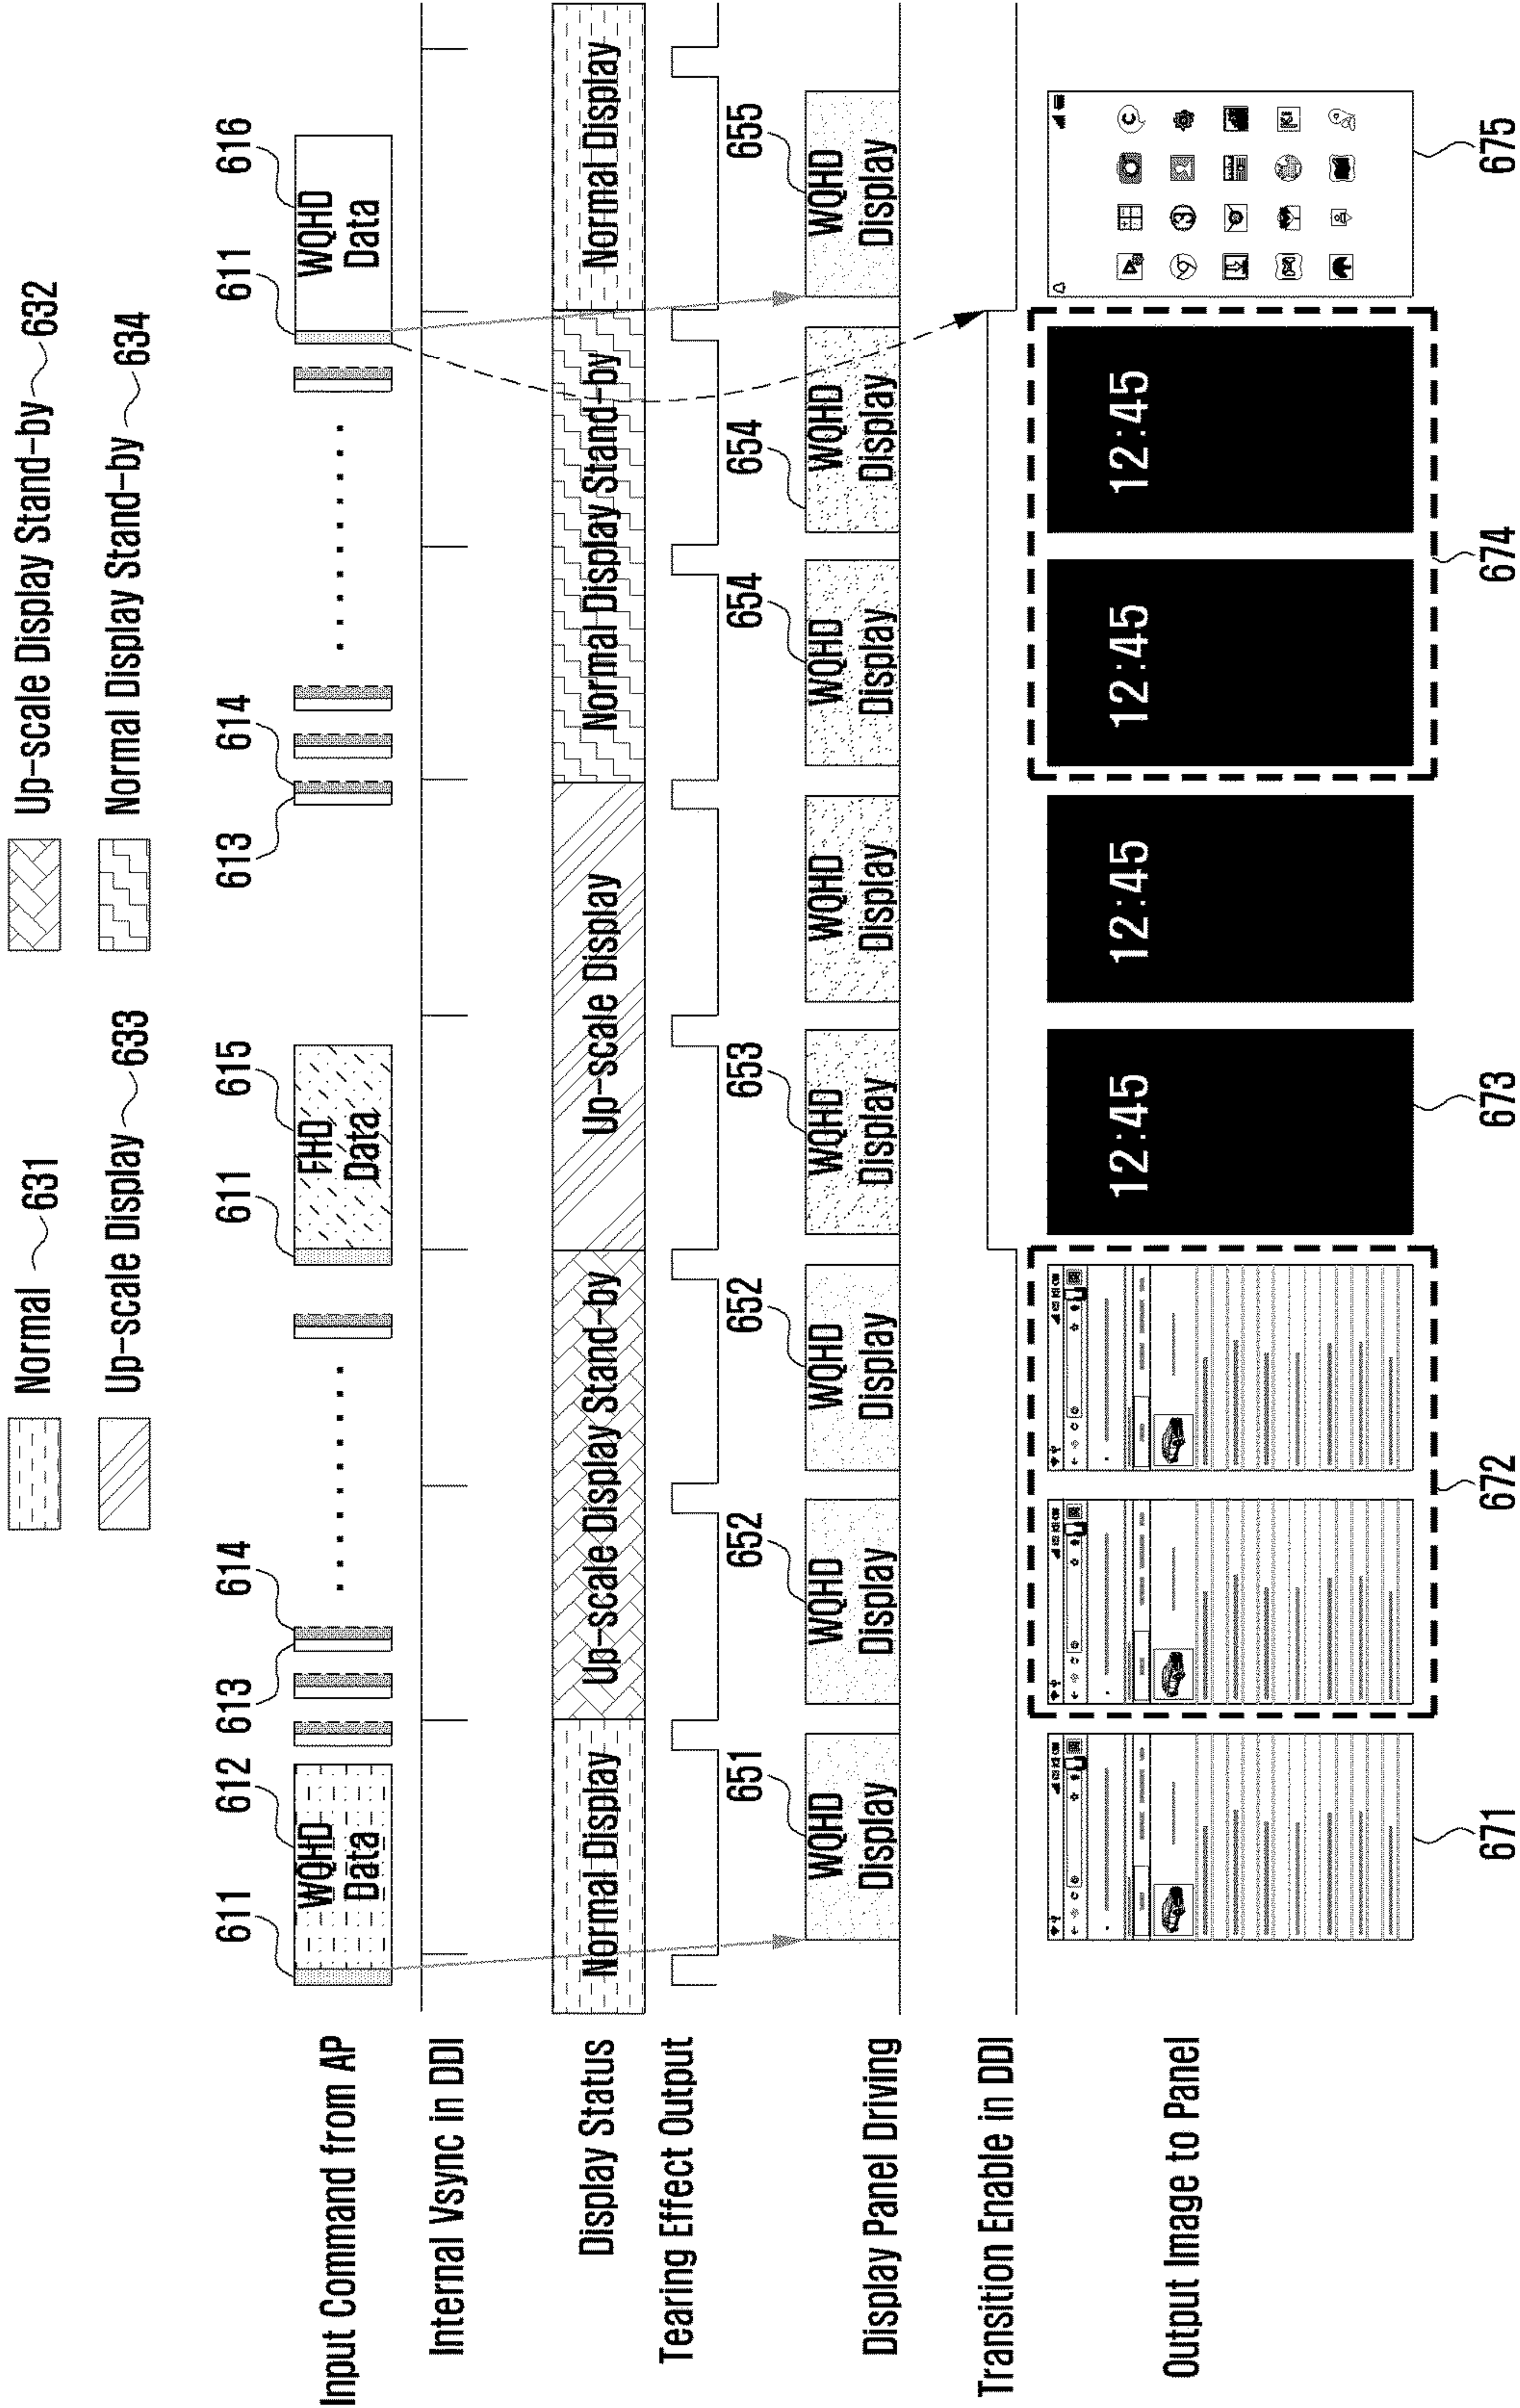 Normal 631
Up-scale Display Stand-by 632
Up-scale Display 633
Normal Display Stand-by 634
611 612 613 614 611 615 613 614 611 616
Input Command from AP
WQHD Data
FHD Data
WQHD Data
Internal Vsync in DDI
Display Status
Normal Display
Up-scale Display Stand-by
Up-scale Display
Normal Display Stand-by
Normal Display
Tearing Effect Output
651 652 652 653 654 654 655
Display Panel Driving
WQHD Display
WQHD Display
WQHD Display
WQHD Display
WQHD Display
WQHD Display
WQHD Display
WQHD Display
Transition Enable in DDI
Output Image to Panel
12:45
12:45
12:45
12:45
671 672 673 674 675